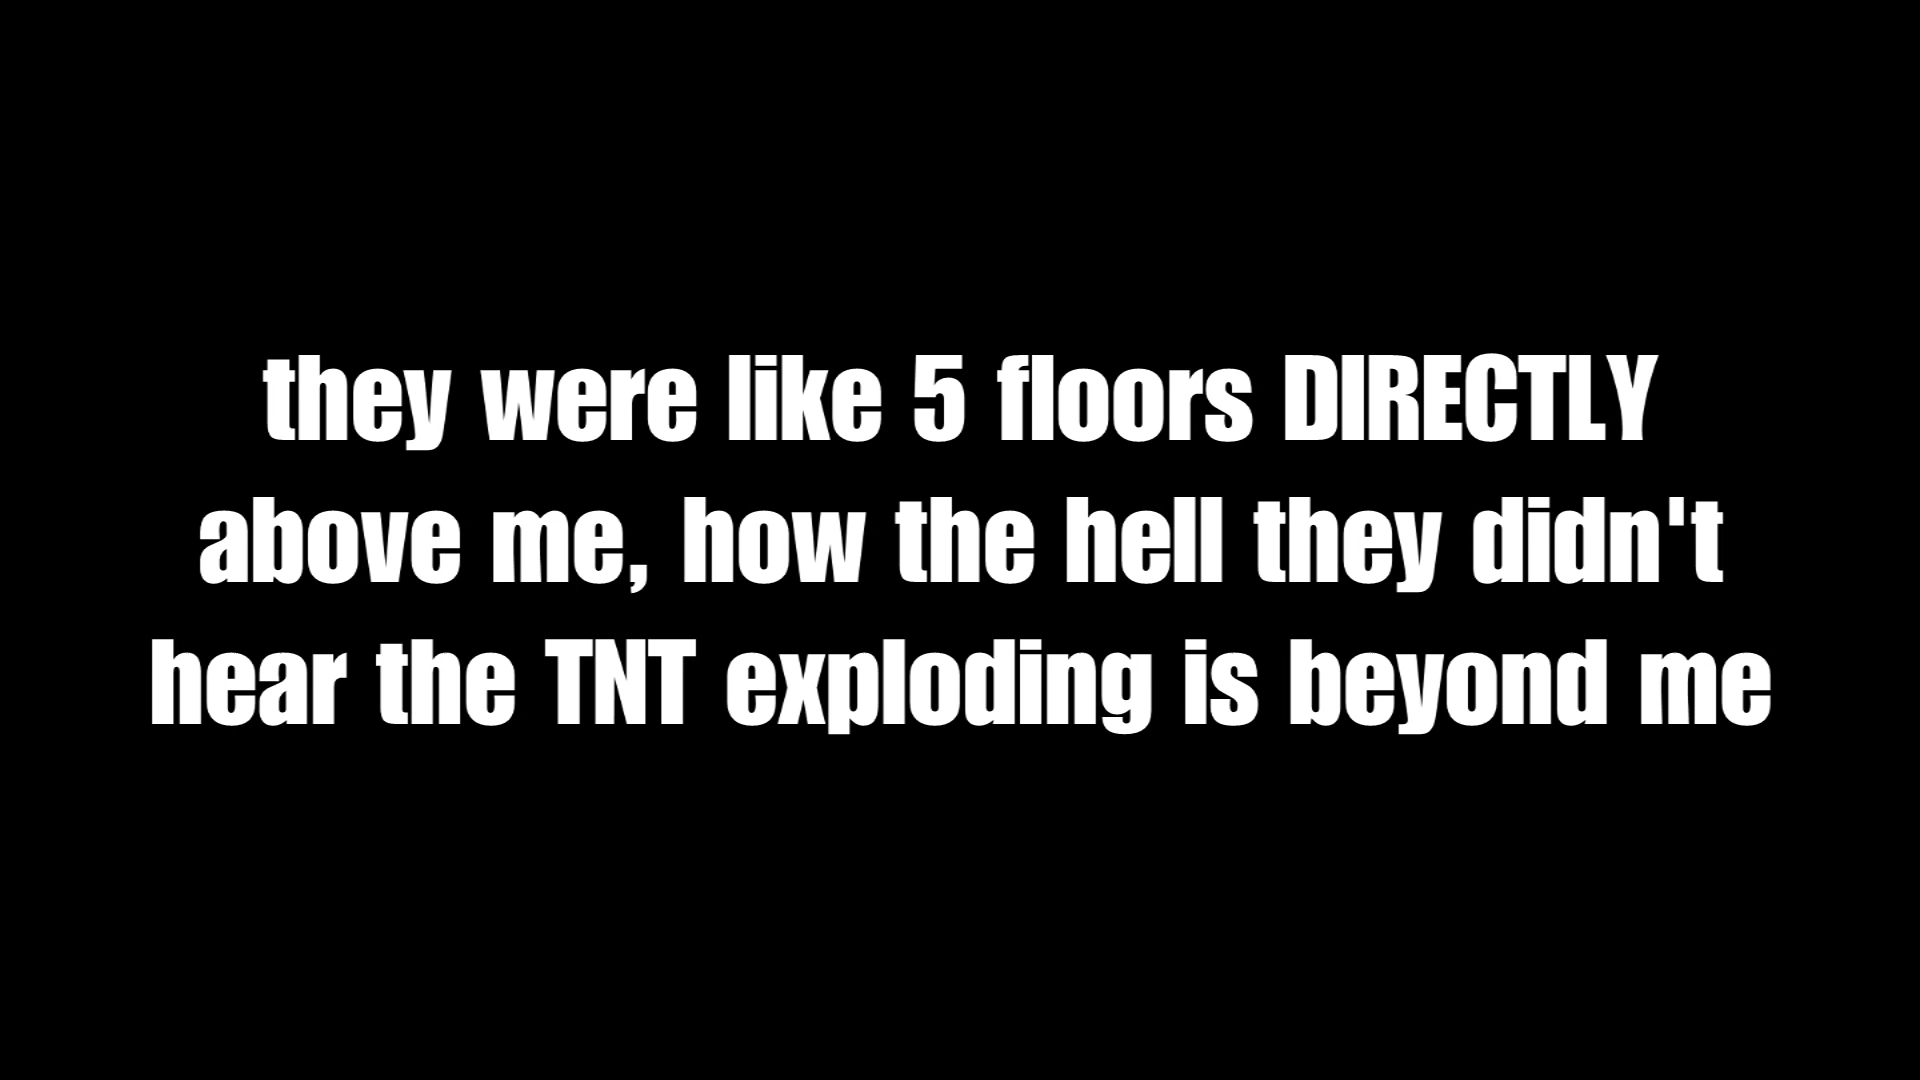 they were like 5 floors DIRECTLY
above me, how the hell they didn't
hear the TNT exploding is beyond me